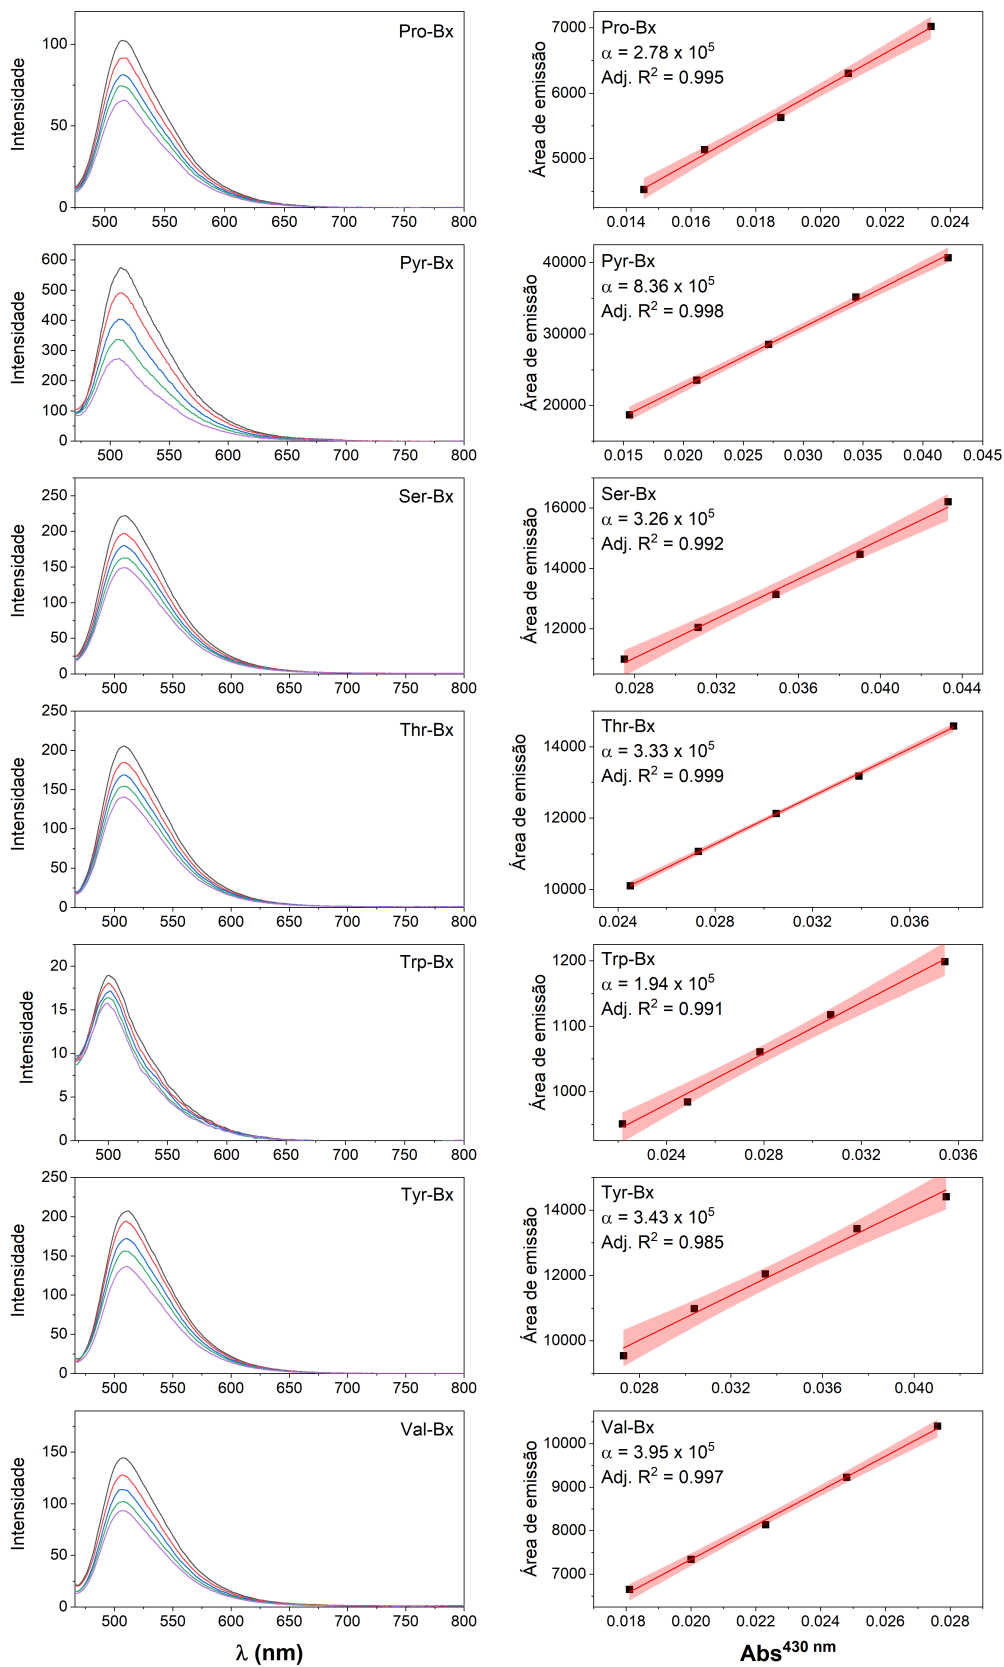 Pro-Bx
Intensidade
100
50
0
500 550 600 650 700 750 800
Pro-Bx
α = 2.78 x 10⁵
Adj. R² = 0.995
Área de emissão
7000
6000
5000
0.014 0.016 0.018 0.020 0.022 0.024
Pyr-Bx
Intensidade
600
500
400
300
200
100
0
500 550 600 650 700 750 800
Pyr-Bx
α = 8.36 x 10⁵
Adj. R² = 0.998
Área de emissão
40000
30000
20000
0.015 0.020 0.025 0.030 0.035 0.040 0.045
Ser-Bx
Intensidade
250
200
150
100
50
0
500 550 600 650 700 750 800
Ser-Bx
α = 3.26 x 10⁵
Adj. R² = 0.992
Área de emissão
16000
14000
12000
0.028 0.032 0.036 0.040 0.044
Thr-Bx
Intensidade
250
200
150
100
50
0
500 550 600 650 700 750 800
Thr-Bx
α = 3.33 x 10⁵
Adj. R² = 0.999
Área de emissão
14000
12000
10000
0.024 0.028 0.032 0.036
Trp-Bx
Intensidade
20
15
10
5
0
500 550 600 650 700 750 800
Trp-Bx
α = 1.94 x 10⁵
Adj. R² = 0.991
Área de emissão
1200
1100
1000
0.024 0.028 0.032 0.036
Tyr-Bx
Intensidade
250
200
150
100
50
0
500 550 600 650 700 750 800
Tyr-Bx
α = 3.43 x 10⁵
Adj. R² = 0.985
Área de emissão
14000
12000
10000
0.028 0.032 0.036 0.040
Val-Bx
Intensidade
150
100
50
0
500 550 600 650 700 750 800
λ (nm)
Val-Bx
α = 3.95 x 10⁵
Adj. R² = 0.997
Área de emissão
10000
9000
8000
7000
0.018 0.020 0.022 0.024 0.026 0.028
Abs⁴³⁰ ⁿᵐ